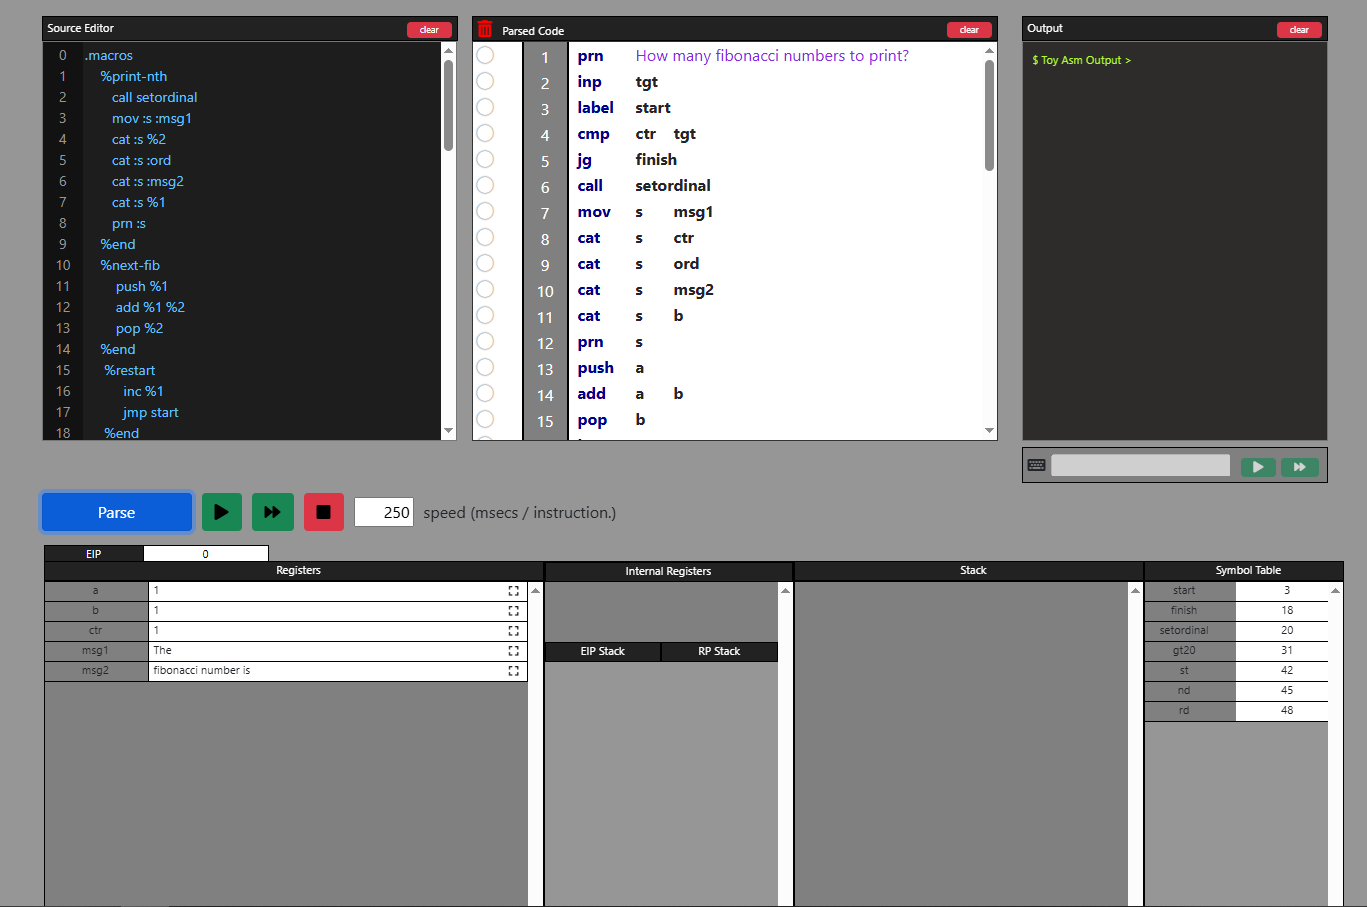 Source Editor clear
0 .macros
1 %print-nth
2 call setordinal
3 mov :s :msg1
4 cat :s %2
5 cat :s :ord
6 cat :s :msg2
7 cat :s %1
8 prn :s
9 %end
10 %next-fib
11 push %1
12 add %1 %2
13 pop %2
14 %end
15 %restart
16 inc %1
17 jmp start
18 %end
Parsed Code clear
1 prn How many fibonacci numbers to print?
2 inp tgt
3 label start
4 cmp ctr tgt
5 jg finish
6 call setordinal
7 mov s msg1
8 cat s ctr
9 cat s ord
10 cat s msg2
11 cat s b
12 prn s
13 push a
14 add a b
15 pop b
Output clear
$ Toy Asm Output >
Parse 250 speed (msecs / instruction.)
EIP 0
Registers
a 1
b 1
ctr 1
msg1 The
msg2 fibonacci number is
Internal Registers
EIP Stack RP Stack
Stack
Symbol Table
start 3
finish 18
setordinal 20
gt20 31
st 42
nd 45
rd 48